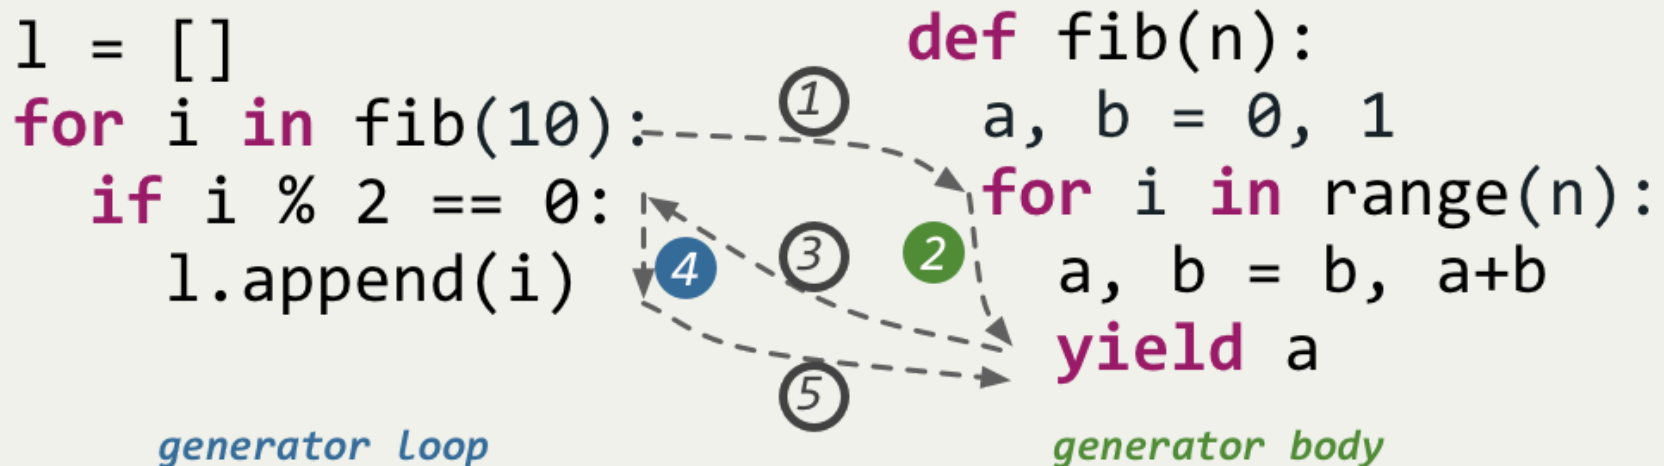 l = []
for i in fib(10):
if i % 2 == 0:
l.append(i)
generator loop
1
3
5
4
2
def fib(n):
a, b = 0, 1
for i in range(n):
a, b = b, a+b
yield a
generator body